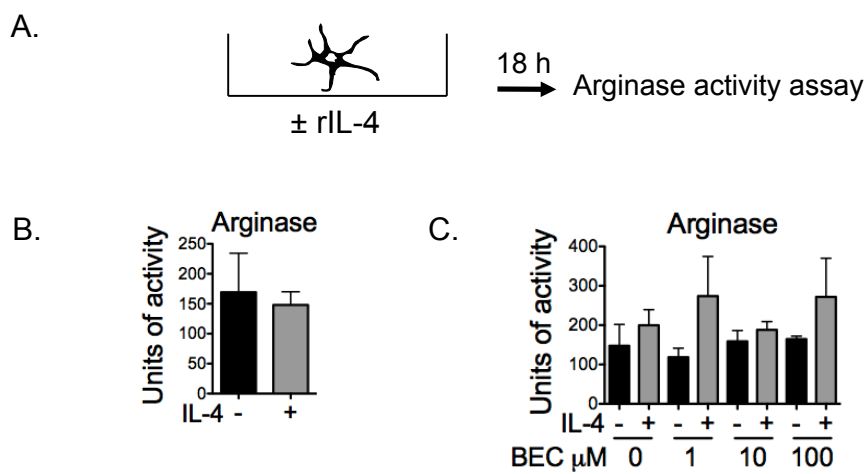 A.
18 h
Arginase activity assay
± rIL-4
B.
Arginase
Units of activity
250
200
150
100
50
0
IL-4 - +
C.
Arginase
Units of activity
400
300
200
100
0
IL-4 - + - + - + - +
BEC μM 0 1 10 100